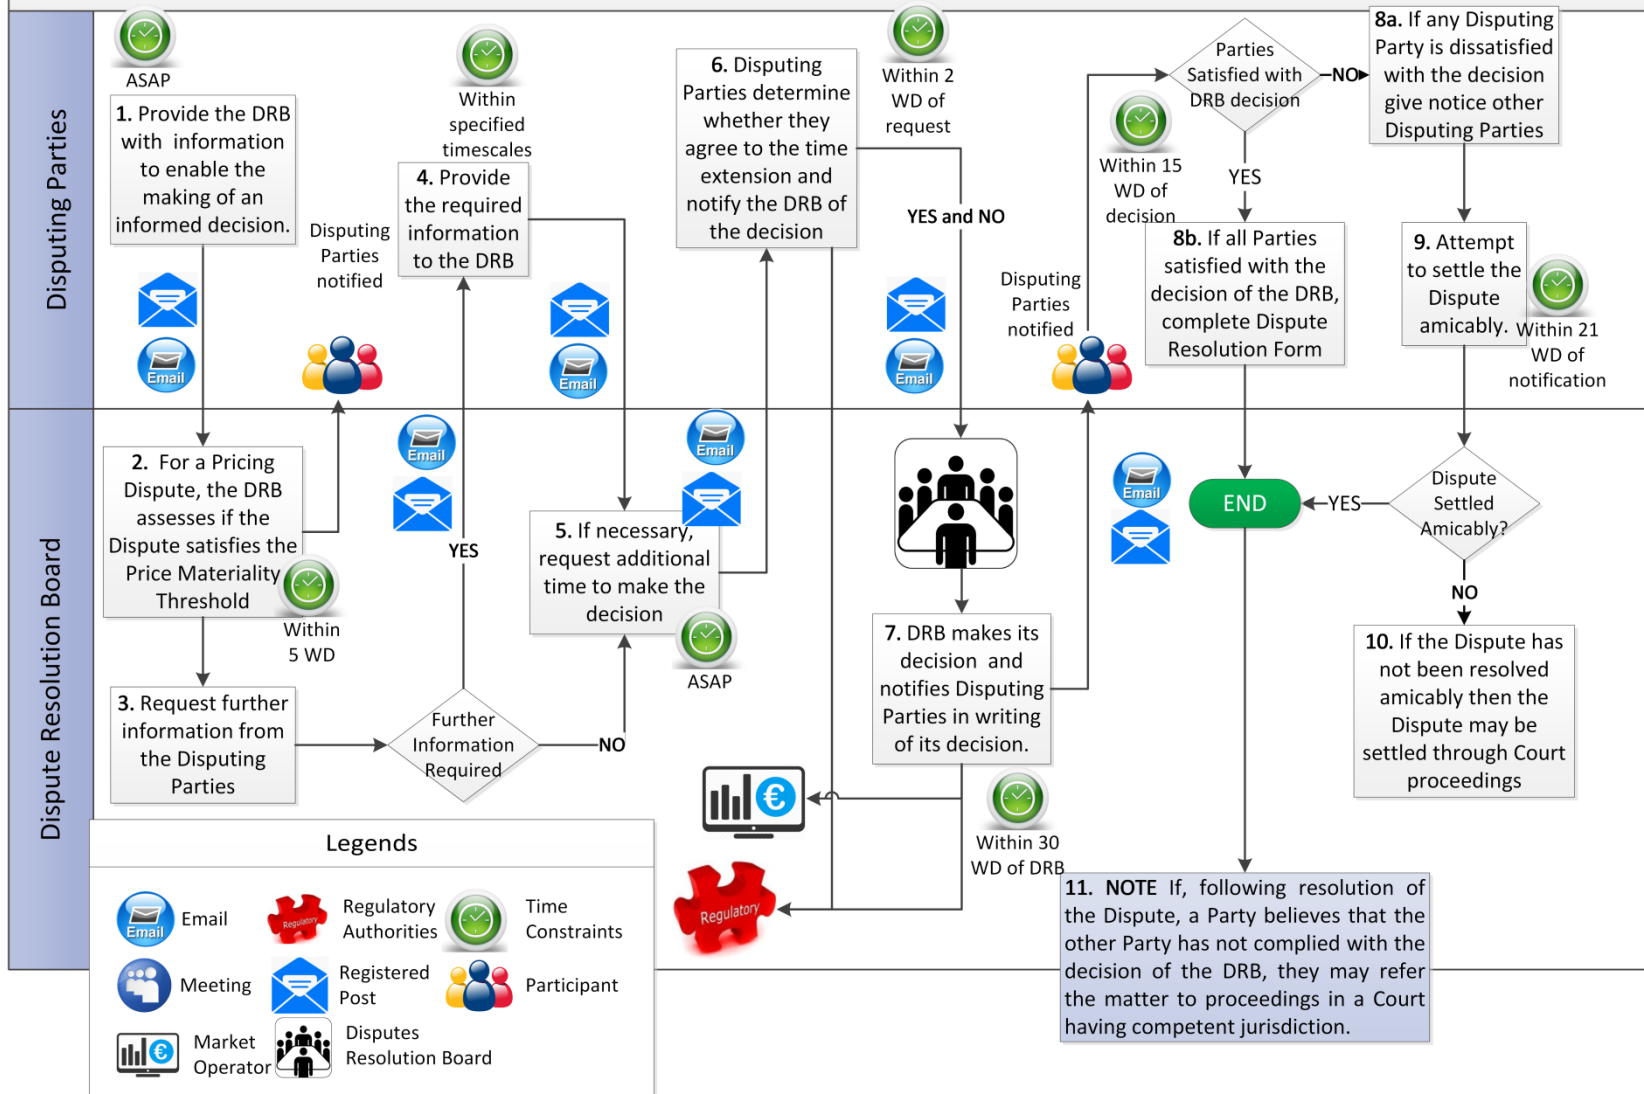 Disputing Parties
ASAP
1. Provide the DRB
with information
to enable the
making of an
informed decision.
Email
Disputing
Parties
notified
Within
specified
timescales
4. Provide
the required
information
to the DRB
Email
6. Disputing
Parties determine
whether they
agree to the time
extension and
notify the DRB of
the decision
Within 2
WD of
request
YES and NO
Email
Disputing
Parties
notified
Within 15
WD of
decision
Parties
Satisfied with
DRB decision
NO
YES
8a. If any Disputing
Party is dissatisfied
with the decision
give notice other
Disputing Parties
8b. If all Parties
satisfied with the
decision of the DRB,
complete Dispute
Resolution Form
9. Attempt
to settle the
Dispute
amicably.
Within 21
WD of
notification
Dispute Resolution Board
2. For a Pricing
Dispute, the DRB
assesses if the
Dispute satisfies the
Price Materiality
Threshold
Within
5 WD
3. Request further
information from
the Disputing
Parties
Email
YES
Further
Information
Required
NO
Email
5. If necessary,
request additional
time to make the
decision
ASAP
7. DRB makes its
decision and
notifies Disputing
Parties in writing
of its decision.
Within 30
WD of DRB
€
Regulatory
Email
END
YES
Dispute
Settled
Amicably?
NO
10. If the Dispute has
not been resolved
amicably then the
Dispute may be
settled through Court
proceedings
11. NOTE If, following resolution of
the Dispute, a Party believes that the
other Party has not complied with the
decision of the DRB, they may refer
the matter to proceedings in a Court
having competent jurisdiction.
Legends
Email
Email
Regulatory
Regulatory
Authorities
Time
Constraints
Meeting
Registered
Post
Participant
€
Market
Operator
Disputes
Resolution Board